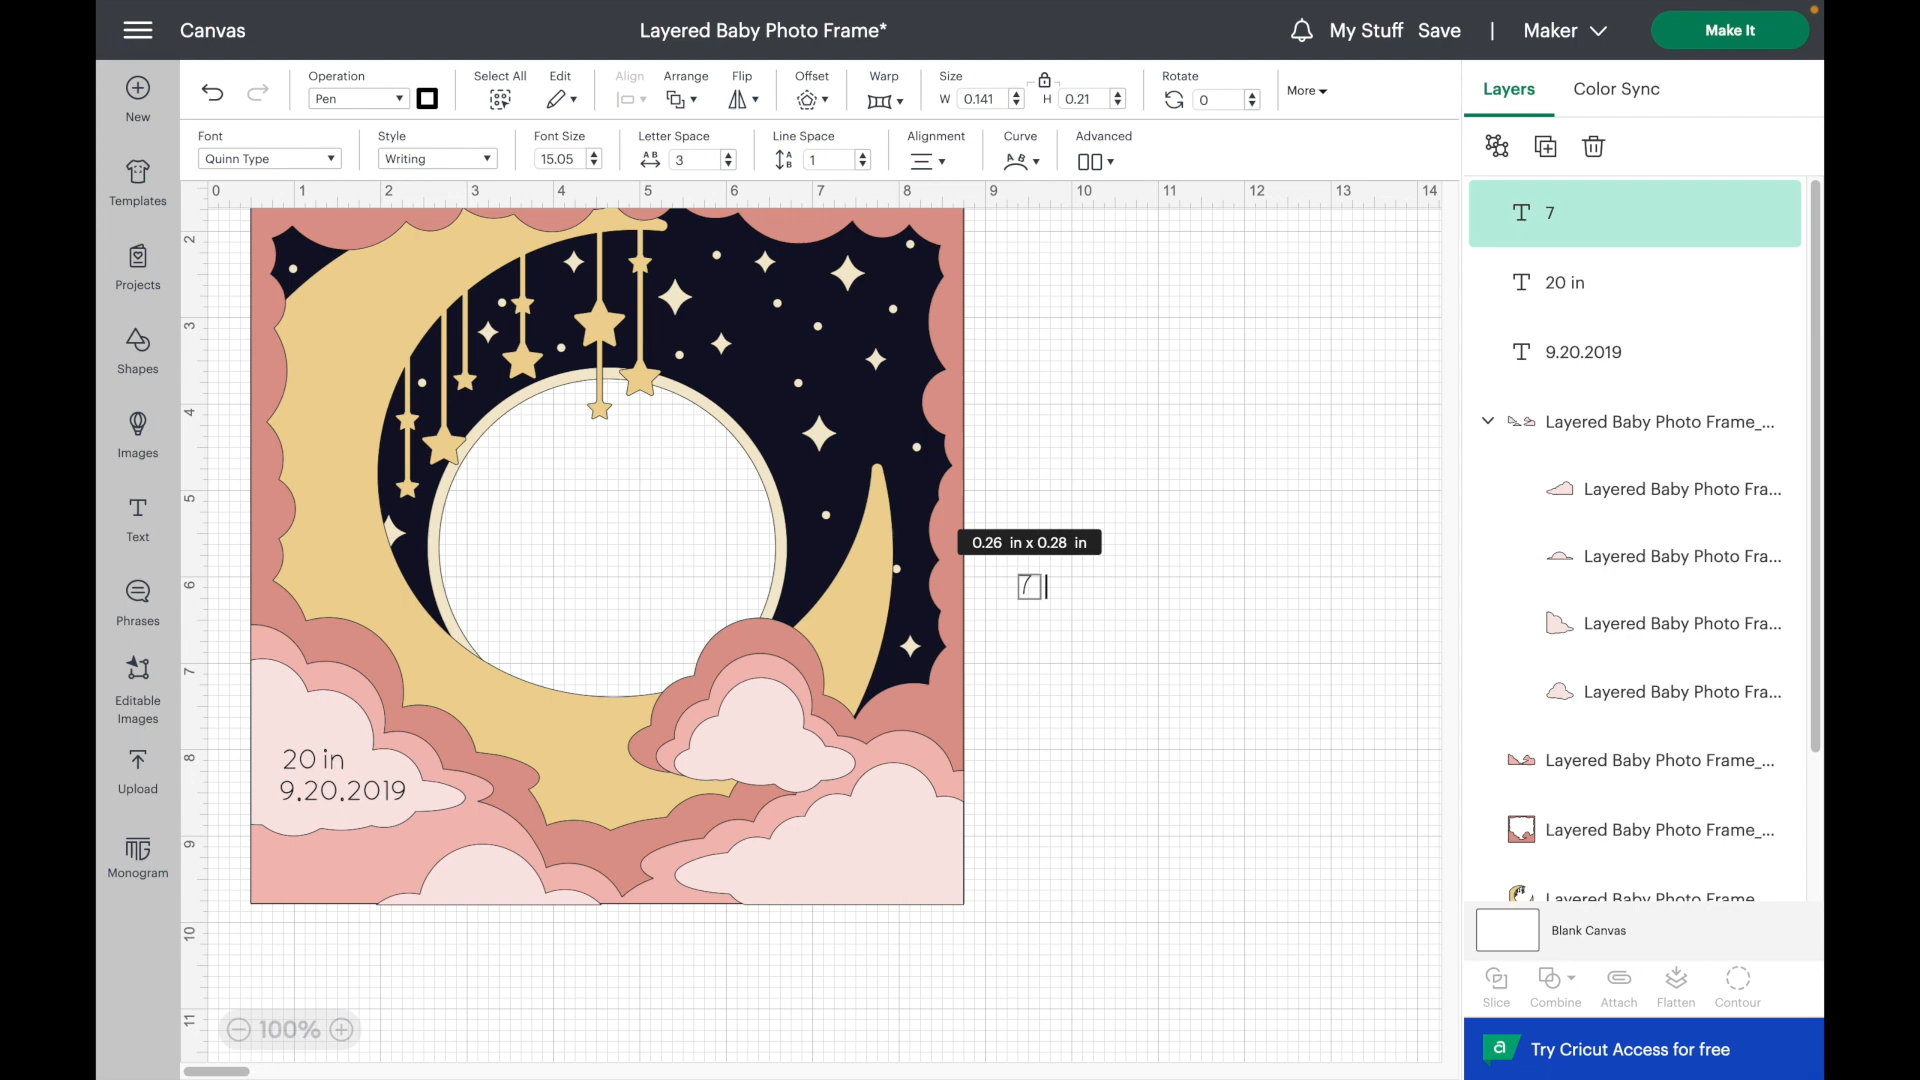 Canvas
Layered Baby Photo Frame*
My Stuff Save | Maker
Make It
Operation
Pen
Select All
Edit
Align
Arrange
Flip
Offset
Warp
Size
W 0.141
H 0.21
Rotate
0
More
Font
Quinn Type
Style
Writing
Font Size
15.05
Letter Space
3
Line Space
1
Alignment
Curve
Advanced
New
Templates
Projects
Shapes
Images
Text
Phrases
Editable
Images
Upload
Monogram
0 1 2 3 4 5 6 7 8 9 10 11 12 13 14
2
3
4
5
6
7
8
9
10
11
0.26 in x 0.28 in
7
20 in
9.20.2019
100%
Layers
Color Sync
7
20 in
9.20.2019
Layered Baby Photo Frame_...
Layered Baby Photo Fra...
Layered Baby Photo Fra...
Layered Baby Photo Fra...
Layered Baby Photo Fra...
Layered Baby Photo Frame_...
Layered Baby Photo Frame_...
Layered Baby Photo Frame
Blank Canvas
Slice
Combine
Attach
Flatten
Contour
a Try Cricut Access for free